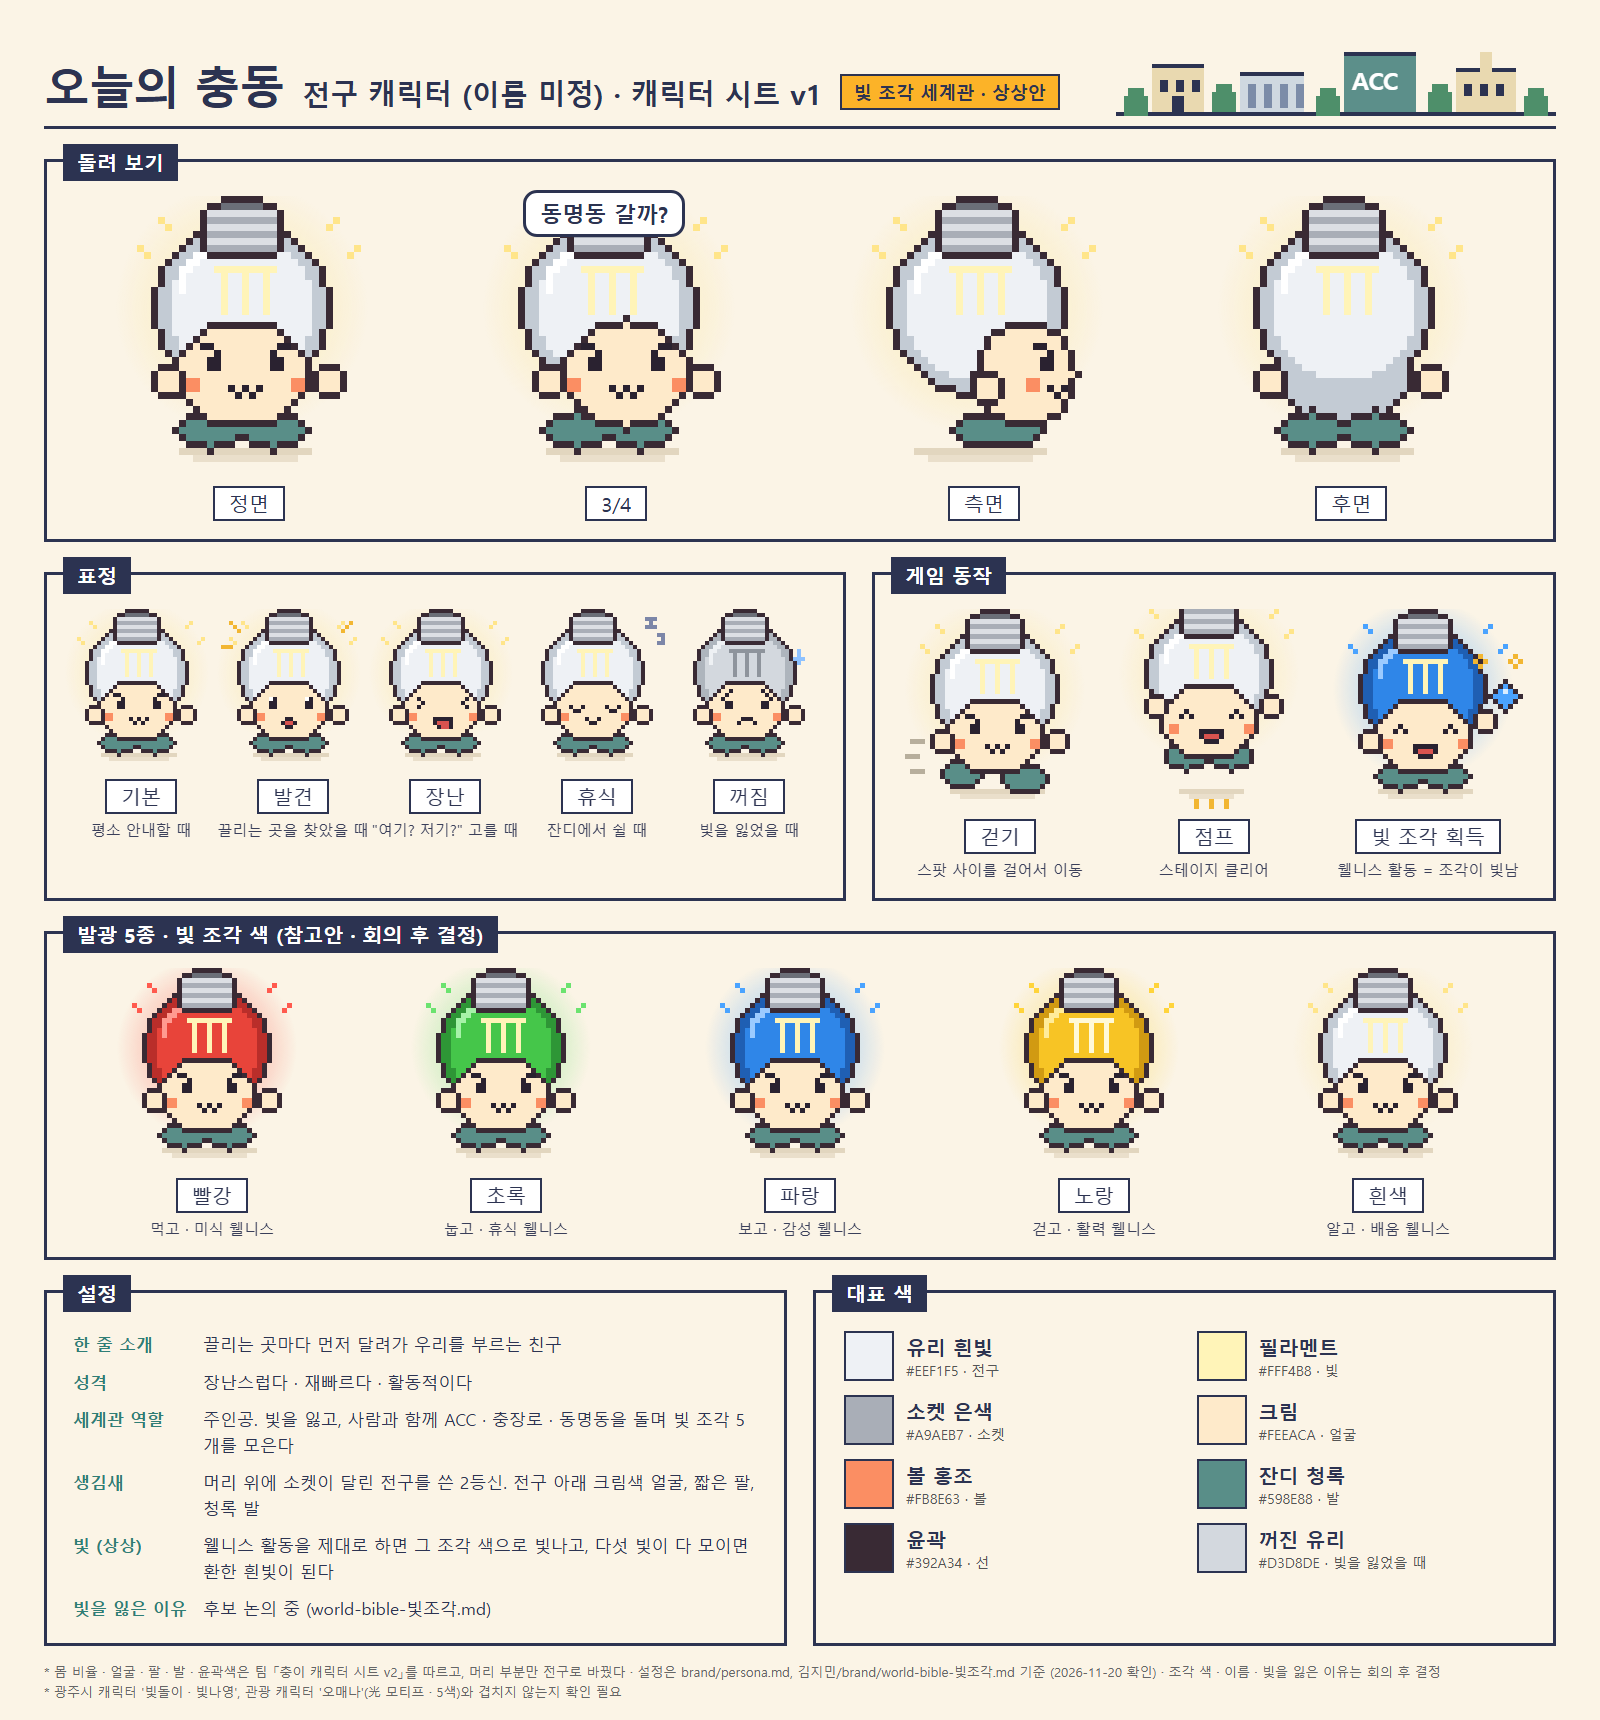 오늘의 충동 전구 캐릭터 (이름 미정) · 캐릭터 시트 v1 빛 조각 세계관 · 상상안
ACC
돌려 보기
동명동 갈까?
정면 3/4 측면 후면
표정
기본 발견 장난 휴식 꺼짐
평소 안내할 때 끌리는 곳을 찾았을 때 "여기? 저기?" 고를 때 잔디에서 쉴 때 빛을 잃었을 때
게임 동작
걷기 점프 빛 조각 획득
스팟 사이를 걸어서 이동 스테이지 클리어 웰니스 활동 = 조각이 빛남
발광 5종 · 빛 조각 색 (참고안 · 회의 후 결정)
빨강 초록 파랑 노랑 흰색
먹고 · 미식 웰니스 눕고 · 휴식 웰니스 보고 · 감성 웰니스 걷고 · 활력 웰니스 알고 · 배움 웰니스
설정
한 줄 소개 끌리는 곳마다 먼저 달려가 우리를 부르는 친구
성격 장난스럽다 · 재빠르다 · 활동적이다
세계관 역할 주인공. 빛을 잃고, 사람과 함께 ACC · 충장로 · 동명동을 돌며 빛 조각 5
개를 모은다
생김새 머리 위에 소켓이 달린 전구를 쓴 2등신. 전구 아래 크림색 얼굴, 짧은 팔,
청록 발
빛 (상상) 웰니스 활동을 제대로 하면 그 조각 색으로 빛나고, 다섯 빛이 다 모이면
환한 흰빛이 된다
빛을 잃은 이유 후보 논의 중 (world-bible-빛조각.md)
대표 색
유리 흰빛
#EEF1F5 · 전구
필라멘트
#FFF4B8 · 빛
소켓 은색
#A9AEB7 · 소켓
크림
#FEEACA · 얼굴
볼 홍조
#FB8E63 · 볼
잔디 청록
#598E88 · 발
윤곽
#392A34 · 선
꺼진 유리
#D3D8DE · 빛을 잃었을 때
* 몸 비율 · 얼굴 · 팔 · 발 · 윤곽색은 팀 「충이 캐릭터 시트 v2」를 따르고, 머리 부분만 전구로 바꿨다 · 설정은 brand/persona.md, 김지민/brand/world-bible-빛조각.md 기준 (2026-11-20 확인) · 조각 색 · 이름 · 빛을 잃은 이유는 회의 후 결정
* 광주시 캐릭터 '빛돌이 · 빛나영', 관광 캐릭터 '오매나'(光 모티프 · 5색)와 겹치지 않는지 확인 필요